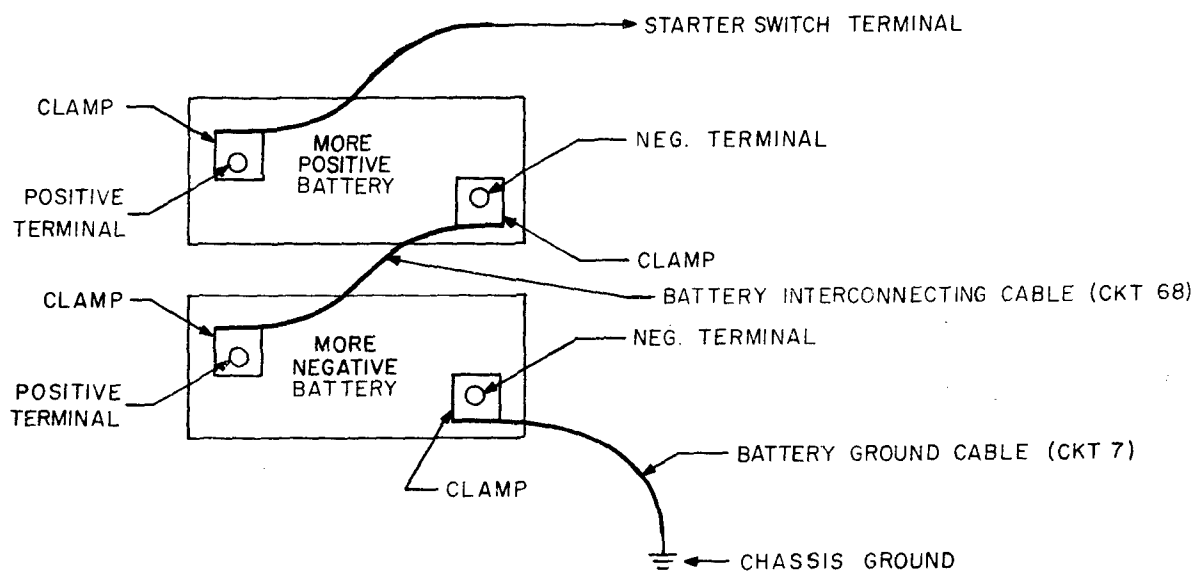 STARTER SWITCH TERMINAL
CLAMP
MORE
POSITIVE
BATTERY
NEG. TERMINAL
POSITIVE
TERMINAL
CLAMP
CLAMP
BATTERY INTERCONNECTING CABLE (CKT 68)
MORE
NEGATIVE
BATTERY
NEG. TERMINAL
POSITIVE
TERMINAL
BATTERY GROUND CABLE (CKT 7)
CLAMP
CHASSIS GROUND